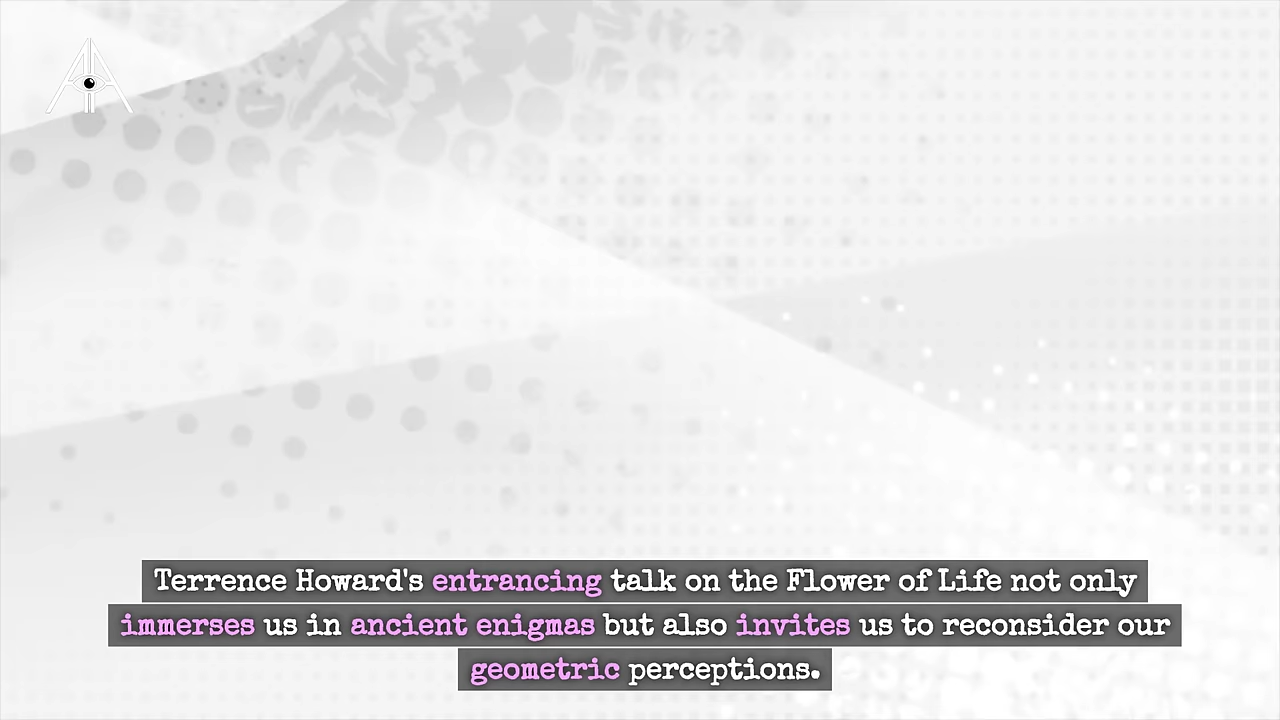 Terrence Howard's entrancing talk on the Flower of Life not only
immerses us in ancient enigmas but also invites us to reconsider our
geometric perceptions.